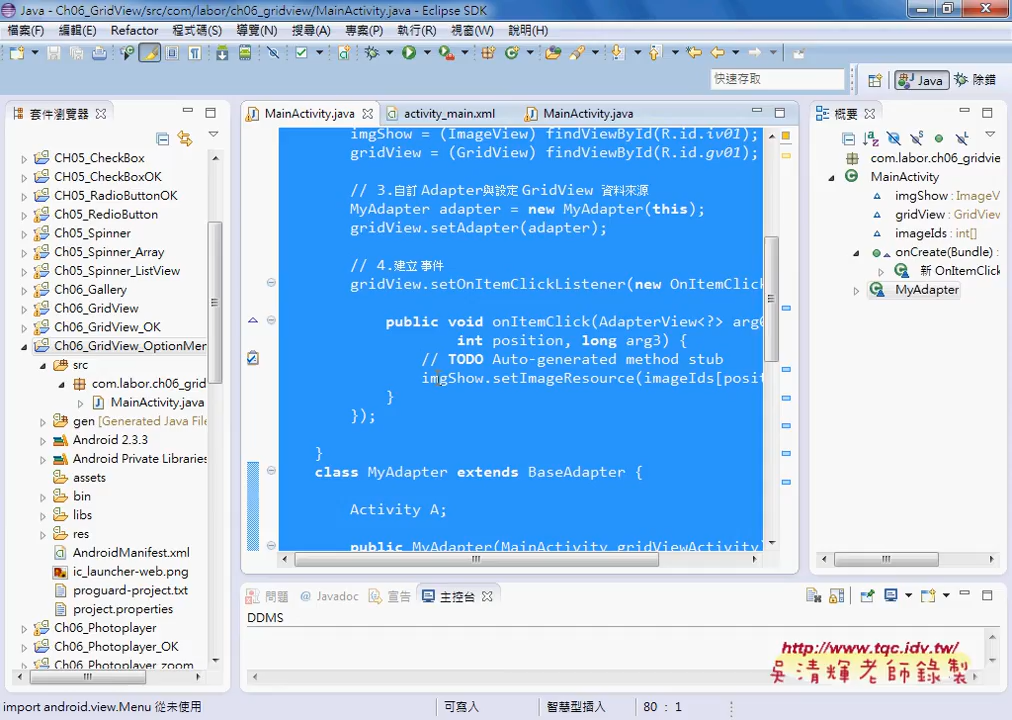 Java - Ch06_GridView/src/com/labor/ch06_gridview/MainActivity.java - Eclipse SDK
檔案(F) 編輯(E) Refactor 程式碼(S) 導覽(N) 搜尋(A) 專案(P) 執行(R) 視窗(W) 說明(H)
快速存取
Java
除錯
套件瀏覽器
CH05_CheckBox
CH05_CheckBoxOK
CH05_RadioButtonOK
Ch05_RedioButton
Ch05_Spinner
Ch05_Spinner_Array
Ch05_Spinner_ListView
Ch06_Gallery
Ch06_GridView
Ch06_GridView_OK
Ch06_GridView_OptionMen
src
com.labor.ch06_grid
MainActivity.java
gen [Generated Java File
Android 2.3.3
Android Private Libraries
assets
bin
libs
res
AndroidManifest.xml
ic_launcher-web.png
proguard-project.txt
project.properties
Ch06_Photoplayer
Ch06_Photoplayer_OK
Ch06_Photoplayer_zoom
MainActivity.java
activity_main.xml
MainActivity.java
imgShow = (ImageView) findViewById(R.id.iv01);
gridView = (GridView) findViewById(R.id.gv01);
// 3.自訂 Adapter與設定 GridView 資料來源
MyAdapter adapter = new MyAdapter(this);
gridView.setAdapter(adapter);
// 4.建立 事件
gridView.setOnItemClickListener(new OnItemClick
public void onItemClick(AdapterView<?> arg0
int position, long arg3) {
// TODO Auto-generated method stub
imgShow.setImageResource(imageIds[posit
}
});
}
class MyAdapter extends BaseAdapter {
Activity A;
public MyAdapter(MainActivity gridViewActivity)
概要
com.labor.ch06_gridvie
MainActivity
imgShow : ImageV
gridView : GridView
imageIds : int[]
onCreate(Bundle) :
新 OnItemClick
MyAdapter
問題
Javadoc
宣告
主控台
DDMS
http://www.tqc.idv.tw/
吳清輝老師錄製
import android.view.Menu 從未使用
可寫入
智慧型插入
80 : 1